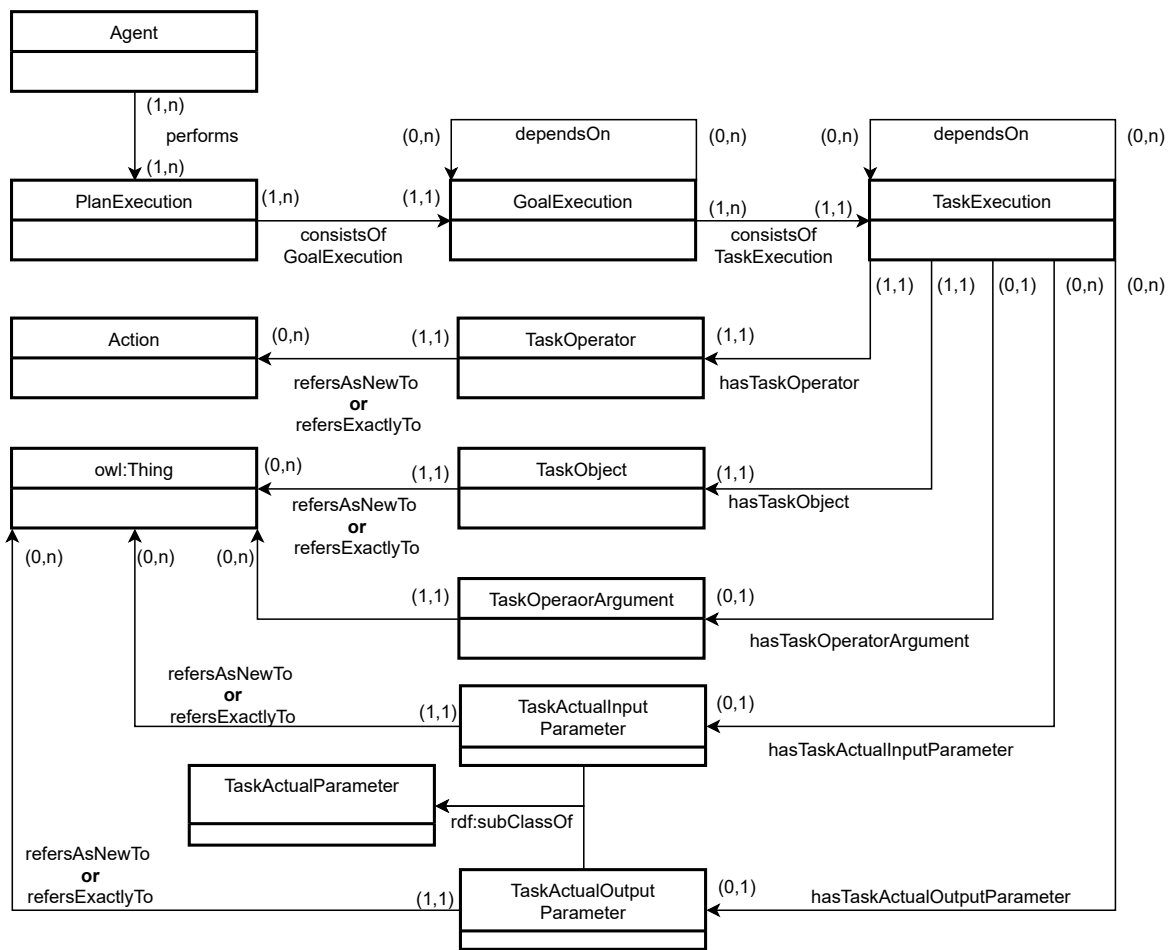 Agent
(1,n)
performs
(1,n)
(0,n)
dependsOn
(0,n)
(0,n)
dependsOn
(0,n)
PlanExecution
(1,n)
(1,1)
GoalExecution
(1,n)
(1,1)
TaskExecution
consistsOf
GoalExecution
consistsOf
TaskExecution
(1,1)
(1,1)
(0,1)
(0,n)
(0,n)
Action
(0,n)
(1,1)
TaskOperator
(1,1)
refersAsNewTo
or
refersExactlyTo
hasTaskOperator
owl:Thing
(0,n)
(1,1)
TaskObject
(1,1)
refersAsNewTo
or
refersExactlyTo
hasTaskObject
(0,n)
(0,n)
(0,n)
(1,1)
TaskOperaorArgument
(0,1)
hasTaskOperatorArgument
refersAsNewTo
or
refersExactlyTo
(1,1)
TaskActualInput
Parameter
(0,1)
hasTaskActualInputParameter
TaskActualParameter
rdf:subClassOf
refersAsNewTo
or
refersExactlyTo
(1,1)
TaskActualOutput
Parameter
(0,1)
hasTaskActualOutputParameter